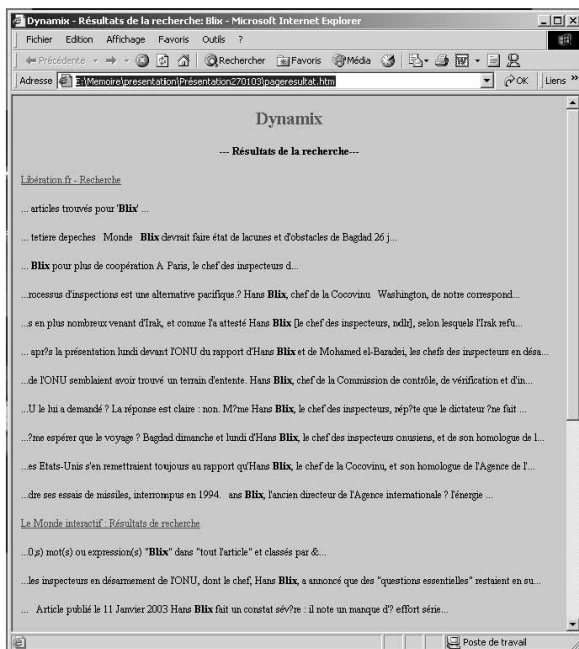 Dynamix - Résultats de la recherche: Blix - Microsoft Internet Explorer
Fichier Edition Affichage Favoris Outils ?
Précédente Rechercher Favoris Média
Adresse E:\Memoire\presentation\Présentation270103\pageresultat.htm OK Liens »
Dynamix
--- Résultats de la recherche---
Libération.fr - Recherche
... articles trouvés pour 'Blix' ...
... tetiere depeches Monde Blix devrait faire état de lacunes et d'obstacles de Bagdad 26 j...
... Blix pour plus de coopération A Paris, le chef des inspecteurs d...
...rocessus d'inspections est une alternative pacifique.? Hans Blix, chef de la Cocovinu Washington, de notre correspond...
...s en plus nombreux venant d'Irak, et comme l'a attesté Hans Blix [le chef des inspecteurs, ndlr], selon lesquels l'Irak refu...
... apr?s la présentation lundi devant l'ONU du rapport d'Hans Blix et de Mohamed el-Baradei, les chefs des inspecteurs en désa...
...de l'ONU semblaient avoir trouvé un terrain d'entente. Hans Blix, chef de la Commission de contrôle, de vérification et d'in...
...U le lui a demandé ? La réponse est claire : non. M?me Hans Blix, le chef des inspecteurs, rép?te que le dictateur ?ne fait ...
...?me espérer que le voyage ? Bagdad dimanche et lundi d'Hans Blix, le chef des inspecteurs onusiens, et de son homologue de l...
...es Etats-Unis s'en remettraient toujours au rapport qu'Hans Blix, le chef de la Cocovinu, et son homologue de l'Agence de l'...
...dre ses essais de missiles, interrompus en 1994. ans Blix, l'ancien directeur de l'Agence internationale ? l'énergie ...
Le Monde interactif : Résultats de recherche
...0;s) mot(s) ou expression(s) "Blix" dans "tout l'article" et classés par &...
...les inspecteurs en désarmement de l'ONU, dont le chef, Hans Blix, a annoncé que des "questions essentielles" restaient en su...
... Article publié le 11 Janvier 2003 Hans Blix fait un constat sév?re : il note un manque d'? effort série...
Poste de travail